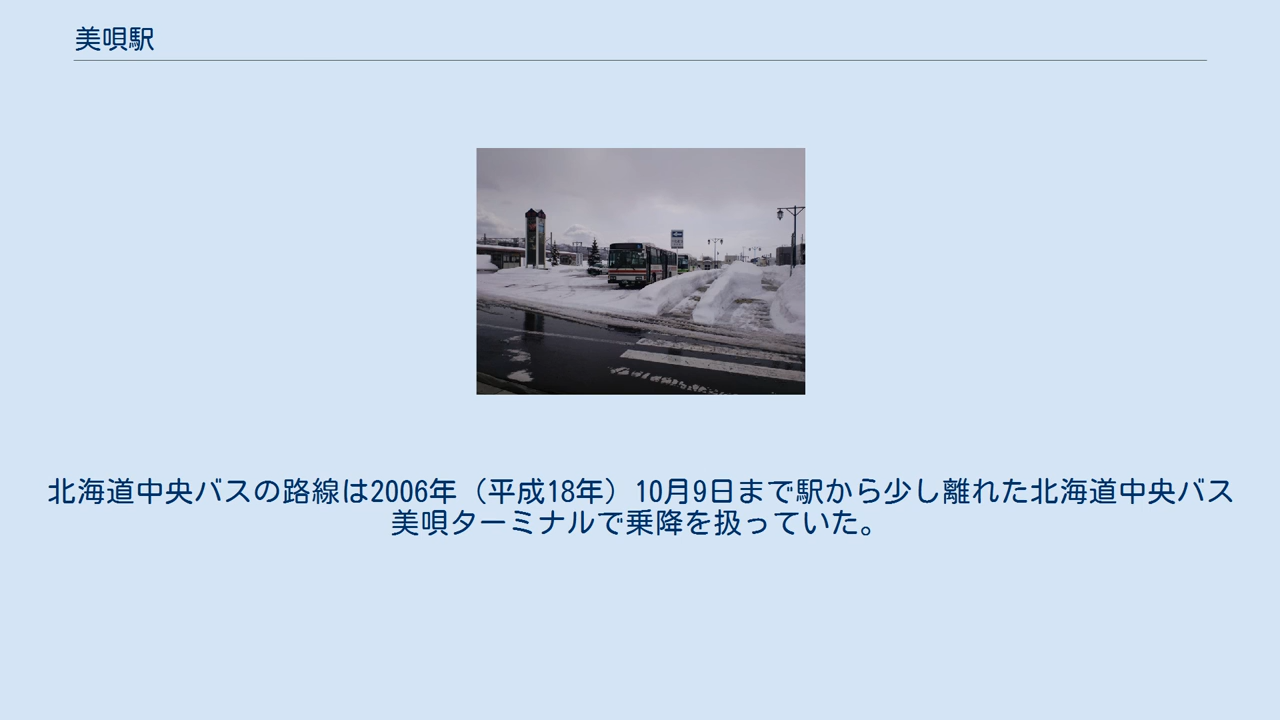 美唄駅
北海道中央バスの路線は2006年（平成18年）10月9日まで駅から少し離れた北海道中央バス
美唄ターミナルで乗降を扱っていた。